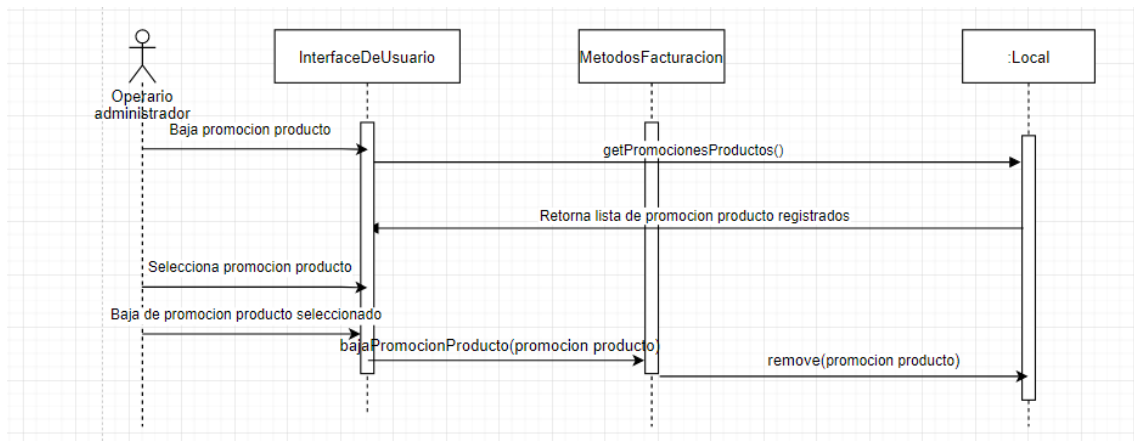 InterfaceDeUsuario
MetodosFacturacion
:Local
Operario
administrador
Baja promocion producto
getPromocionesProductos()
Retorna lista de promocion producto registrados
Selecciona promocion producto
Baja de promocion producto seleccionado
bajaPromocionProducto(promocion producto)
remove(promocion producto)